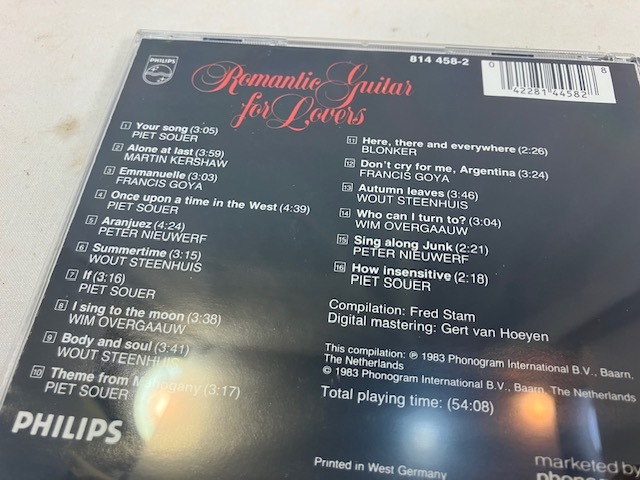 PHILIPS
Romantic Guitar
for Lovers
814 458-2
0 42281 44582 8
1 Your song (3:05)
PIET SOUER
2 Alone at last (3:59)
MARTIN KERSHAW
3 Emmanuelle (3:03)
FRANCIS GOYA
4 Once upon a time in the West (4:39)
PIET SOUER
5 Aranjuez (4:24)
PETER NIEUWERF
6 Summertime (3:15)
WOUT STEENHUIS
7 If (3:16)
PIET SOUER
8 I sing to the moon (3:38)
WIM OVERGAAUW
9 Body and soul (3:41)
WOUT STEENHUIS
10 Theme from Mahogany (3:17)
PIET SOUER
11 Here, there and everywhere (2:26)
BLONKER
12 Don't cry for me, Argentina (3:24)
FRANCIS GOYA
13 Autumn leaves (3:46)
WOUT STEENHUIS
14 Who can I turn to? (3:04)
WIM OVERGAAUW
15 Sing along Junk (2:21)
PETER NIEUWERF
16 How insensitive (2:18)
PIET SOUER
Compilation: Fred Stam
Digital mastering: Gert van Hoeyen
This compilation: ℗ 1983 Phonogram International B.V., Baarn,
The Netherlands
© 1983 Phonogram International B.V., Baarn, The Netherlands
Total playing time: (54:08)
PHILIPS
Printed in West Germany
marketed by